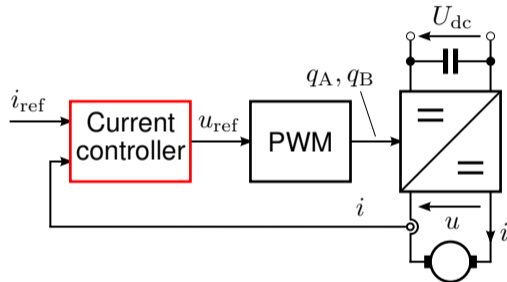 U_dc
q_A, q_B
i_ref
Current
controller
u_ref
PWM
i
u
i